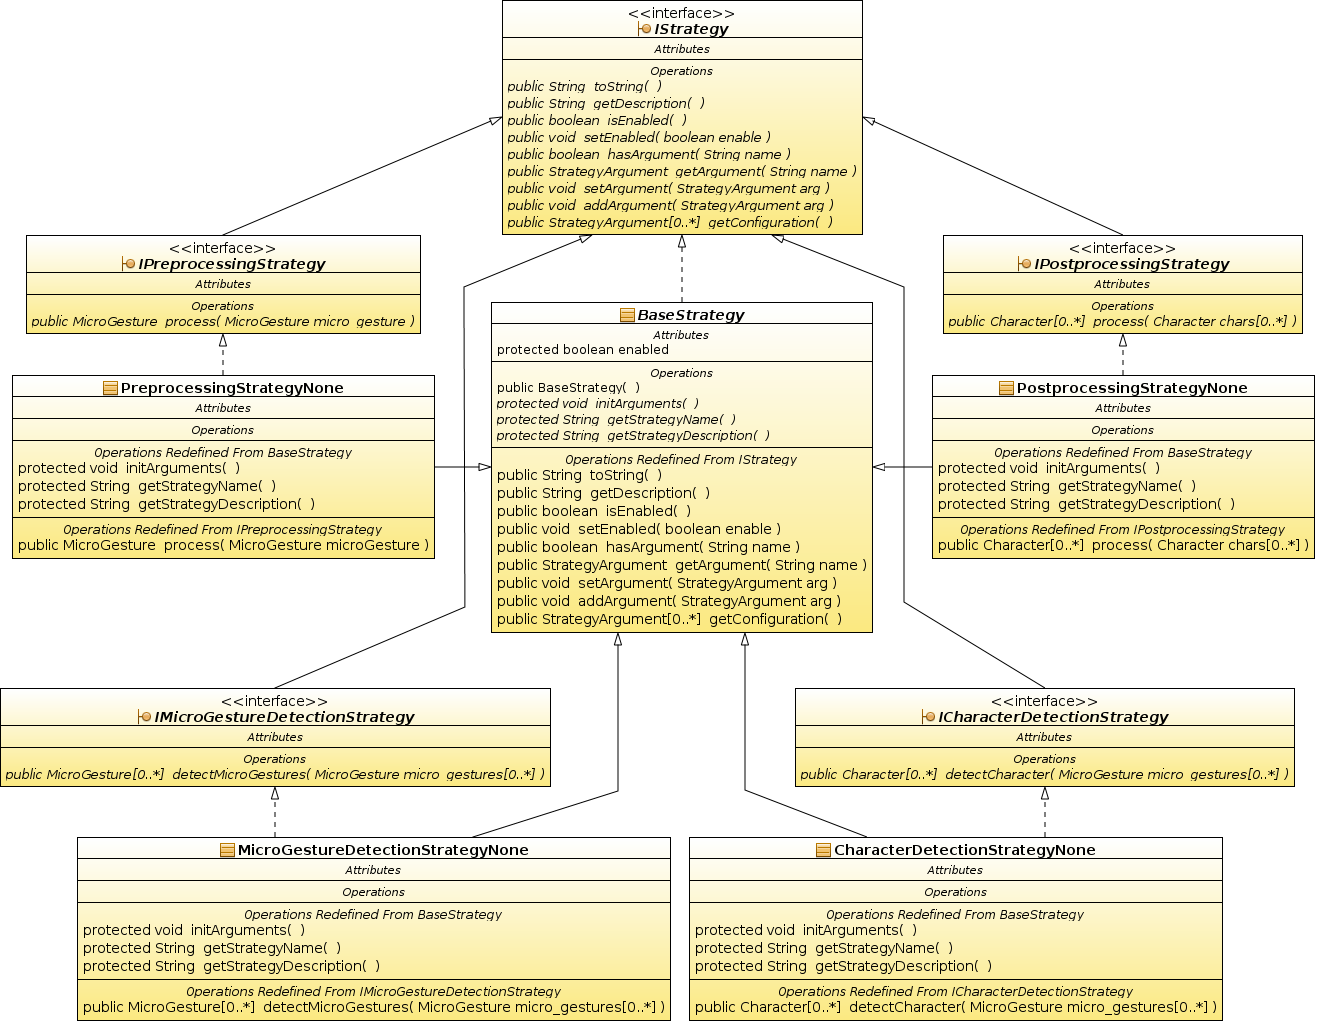 <<interface>>
IStrategy
Attributes
Operations
public String toString( )
public String getDescription( )
public boolean isEnabled( )
public void setEnabled( boolean enable )
public boolean hasArgument( String name )
public StrategyArgument getArgument( String name )
public void setArgument( StrategyArgument arg )
public void addArgument( StrategyArgument arg )
public StrategyArgument[0..*] getConfiguration( )
<<interface>>
IPreprocessingStrategy
Attributes
Operations
public MicroGesture process( MicroGesture micro_gesture )
<<interface>>
IPostprocessingStrategy
Attributes
Operations
public Character[0..*] process( Character chars[0..*] )
BaseStrategy
Attributes
protected boolean enabled
Operations
public BaseStrategy( )
protected void initArguments( )
protected String getStrategyName( )
protected String getStrategyDescription( )
Operations Redefined From IStrategy
public String toString( )
public String getDescription( )
public boolean isEnabled( )
public void setEnabled( boolean enable )
public boolean hasArgument( String name )
public StrategyArgument getArgument( String name )
public void setArgument( StrategyArgument arg )
public void addArgument( StrategyArgument arg )
public StrategyArgument[0..*] getConfiguration( )
PreprocessingStrategyNone
Attributes
Operations
Operations Redefined From BaseStrategy
protected void initArguments( )
protected String getStrategyName( )
protected String getStrategyDescription( )
Operations Redefined From IPreprocessingStrategy
public MicroGesture process( MicroGesture microGesture )
PostprocessingStrategyNone
Attributes
Operations
Operations Redefined From BaseStrategy
protected void initArguments( )
protected String getStrategyName( )
protected String getStrategyDescription( )
Operations Redefined From IPostprocessingStrategy
public Character[0..*] process( Character chars[0..*] )
<<interface>>
IMicroGestureDetectionStrategy
Attributes
Operations
public MicroGesture[0..*] detectMicroGestures( MicroGesture micro_gestures[0..*] )
<<interface>>
ICharacterDetectionStrategy
Attributes
Operations
public Character[0..*] detectCharacter( MicroGesture micro_gestures[0..*] )
MicroGestureDetectionStrategyNone
Attributes
Operations
Operations Redefined From BaseStrategy
protected void initArguments( )
protected String getStrategyName( )
protected String getStrategyDescription( )
Operations Redefined From IMicroGestureDetectionStrategy
public MicroGesture[0..*] detectMicroGestures( MicroGesture micro_gestures[0..*] )
CharacterDetectionStrategyNone
Attributes
Operations
Operations Redefined From BaseStrategy
protected void initArguments( )
protected String getStrategyName( )
protected String getStrategyDescription( )
Operations Redefined From ICharacterDetectionStrategy
public Character[0..*] detectCharacter( MicroGesture micro_gestures[0..*] )